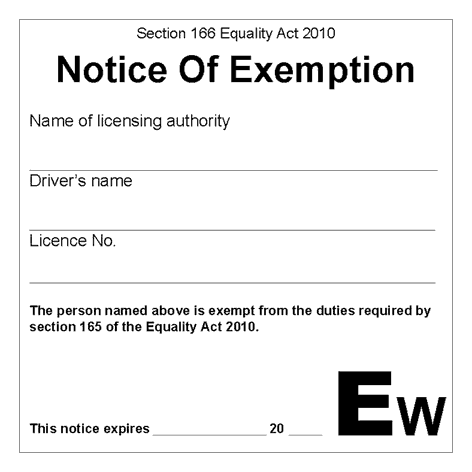 Section 166 Equality Act 2010
Notice Of Exemption
Name of licensing authority
Driver's name
Licence No.
The person named above is exempt from the duties required by
section 165 of the Equality Act 2010.
This notice expires ________________ 20 _____
EW